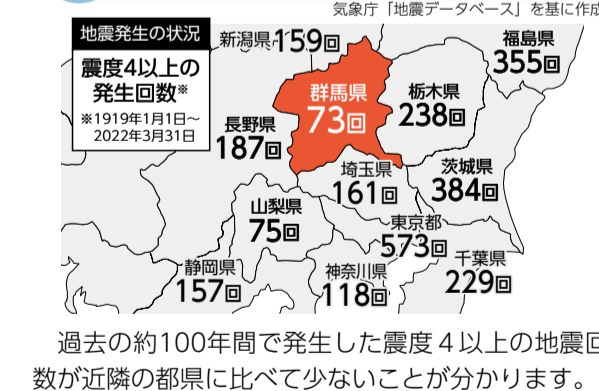 気象庁「地震データベース」を基に作成
地震発生の状況
震度4以上の
発生回数※
※1919年1月1日～
2022年3月31日
新潟県 159回
福島県
355回
群馬県
73回
栃木県
238回
長野県
187回
埼玉県
161回
茨城県
384回
山梨県
75回
東京都
573回
千葉県
229回
静岡県
157回
神奈川県
118回
過去の約100年間で発生した震度４以上の地震回
数が近隣の都県に比べて少ないことが分かります。